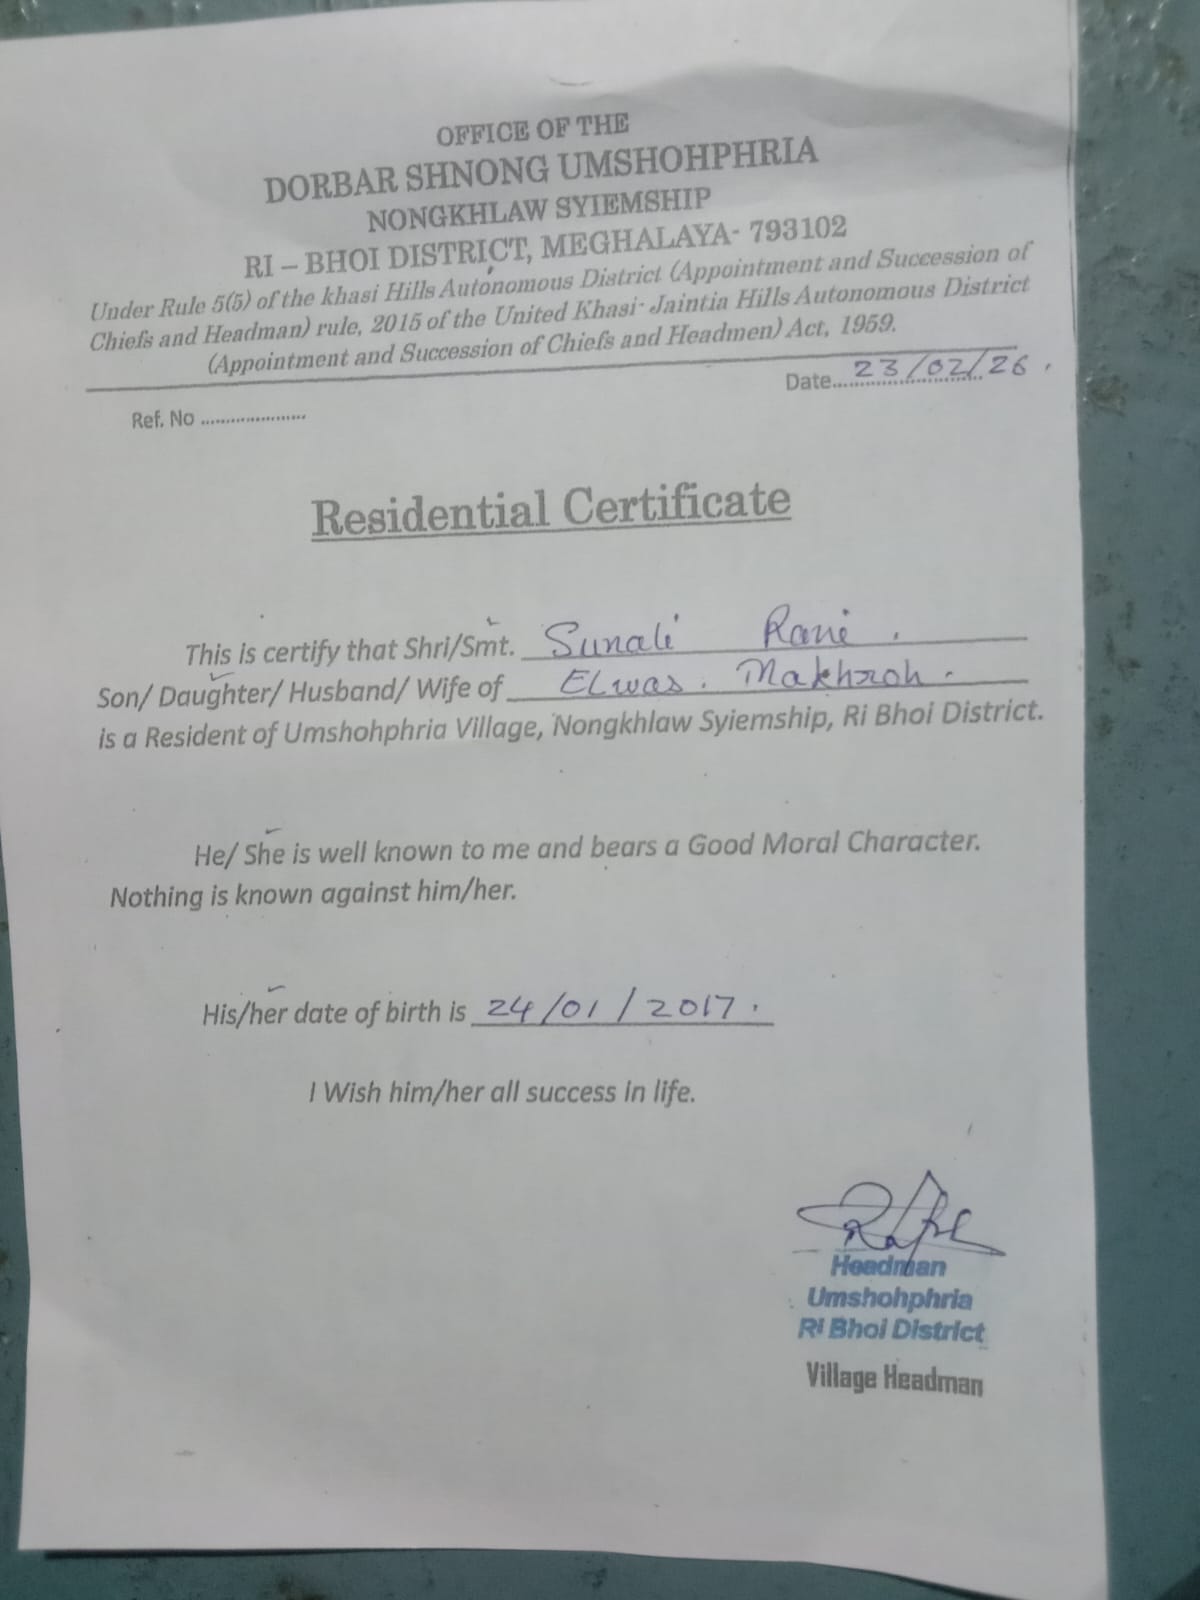 OFFICE OF THE
DORBAR SHNONG UMSHOHPHRIA
NONGKHLAW SYIEMSHIP
RI – BHOI DISTRICT, MEGHALAYA- 793102
Under Rule 5(5) of the khasi Hills Autonomous District (Appointment and Succession of
Chiefs and Headman) rule, 2015 of the United Khasi- Jaintia Hills Autonomous District
(Appointment and Succession of Chiefs and Headmen) Act, 1959.
Date.......23/02/26.
Ref. No .....................
Residential Certificate
This is certify that Shri/Smt. Sunali Rani.
Son/ Daughter/ Husband/ Wife of Elwas. Makhroh.
is a Resident of Umshohphria Village, Nongkhlaw Syiemship, Ri Bhoi District.
He/ She is well known to me and bears a Good Moral Character.
Nothing is known against him/her.
His/her date of birth is 24/01/2017.
I Wish him/her all success in life.
Headman
Umshohphria
Ri Bhoi District
Village Headman